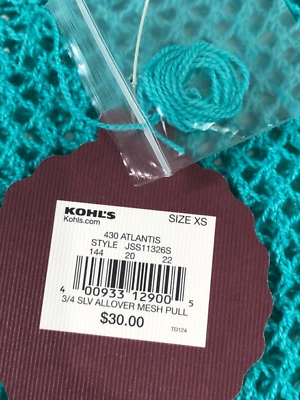 KOHL'S SIZE XS
Kohls.com
430 ATLANTIS
STYLE JSS11326S
144 20 22
4 00933 12900 5
3/4 SLV ALLOVER MESH PULL
$30.00
TD124